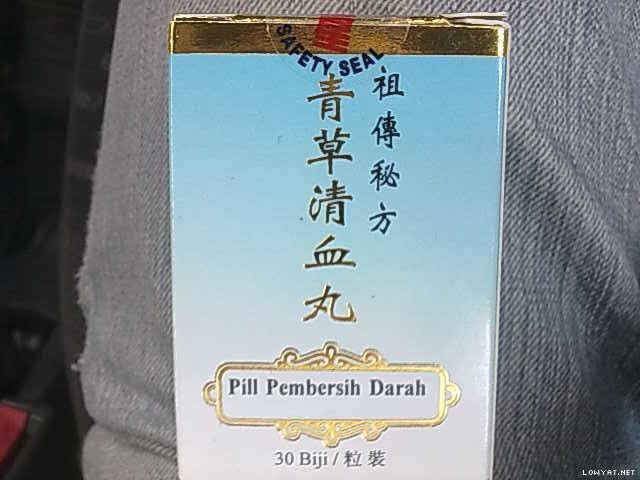 SAFETY SEAL
祖傳秘方
青草清血丸
Pill Pembersih Darah
30 Biji / 粒裝
LOWYAT.NET